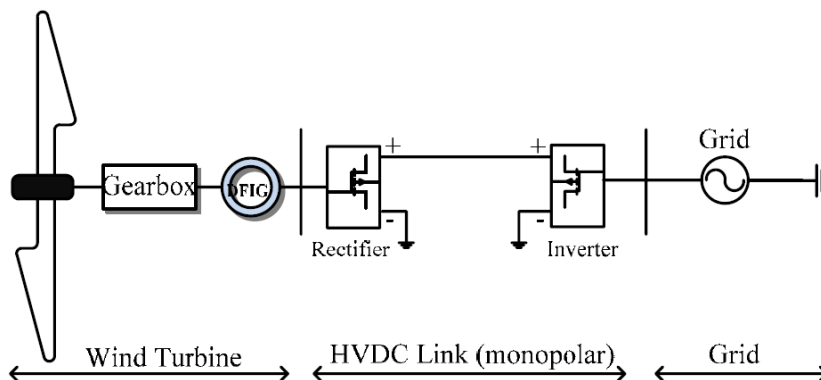 Grid
+
+
Gearbox
DFIG
-
-
Rectifier
Inverter
Wind Turbine
HVDC Link (monopolar)
Grid